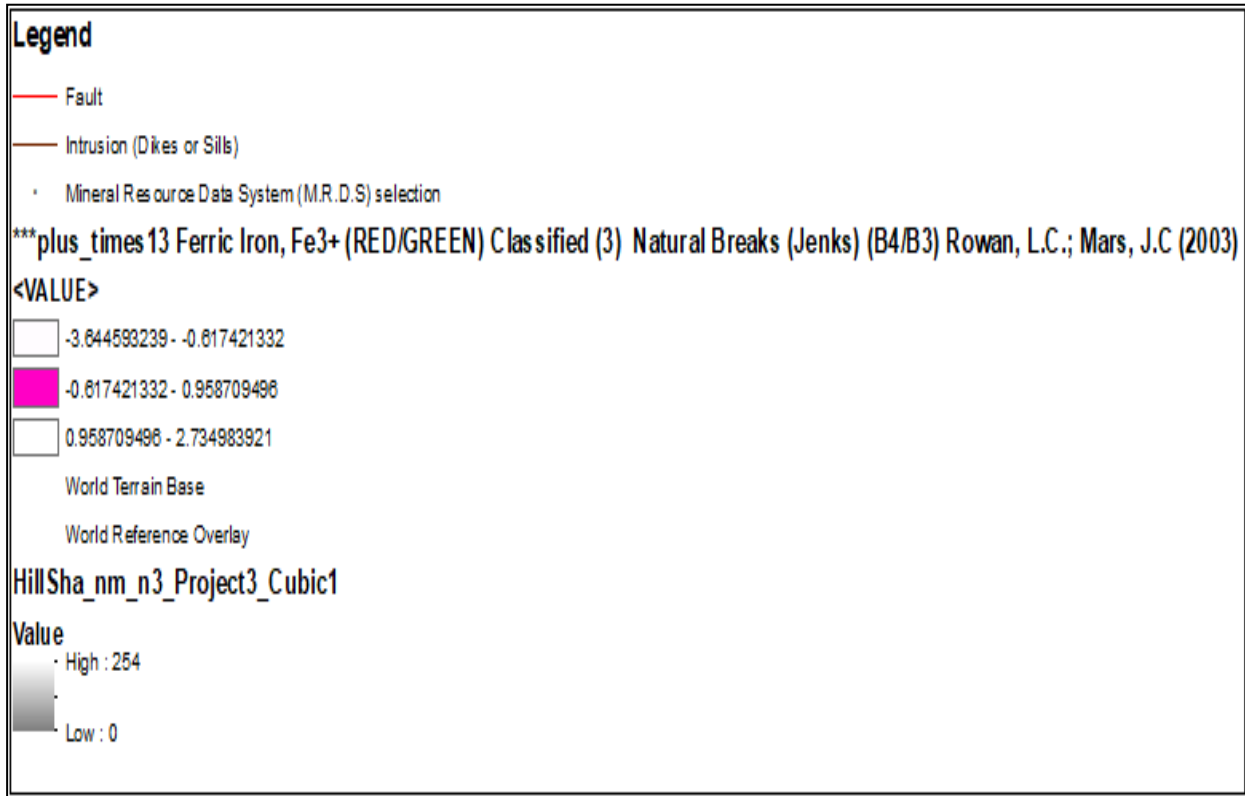 Legend
Fault
Intrusion (Dikes or Sills)
Mineral Resource Data System (M.R.D.S) selection
***plus_times13 Ferric Iron, Fe3+ (RED/GREEN) Classified (3) Natural Breaks (Jenks) (B4/B3) Rowan, L.C.; Mars, J.C (2003)
<VALUE>
-3.644593239 - -0.617421332
-0.617421332 - 0.958709496
0.958709496 - 2.734983921
World Terrain Base
World Reference Overlay
HillSha_nm_n3_Project3_Cubic1
Value
High : 254
Low : 0